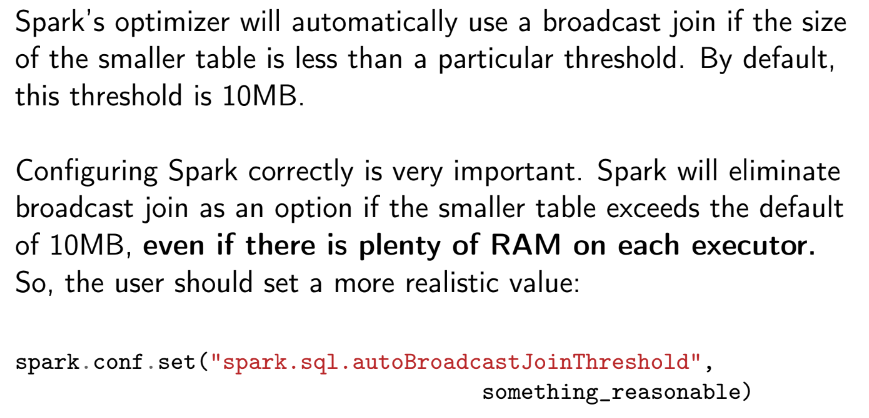 Spark's optimizer will automatically use a broadcast join if the size
of the smaller table is less than a particular threshold. By default,
this threshold is 10MB.
Configuring Spark correctly is very important. Spark will eliminate
broadcast join as an option if the smaller table exceeds the default
of 10MB, even if there is plenty of RAM on each executor.
So, the user should set a more realistic value:
spark.conf.set("spark.sql.autoBroadcastJoinThreshold",
something_reasonable)